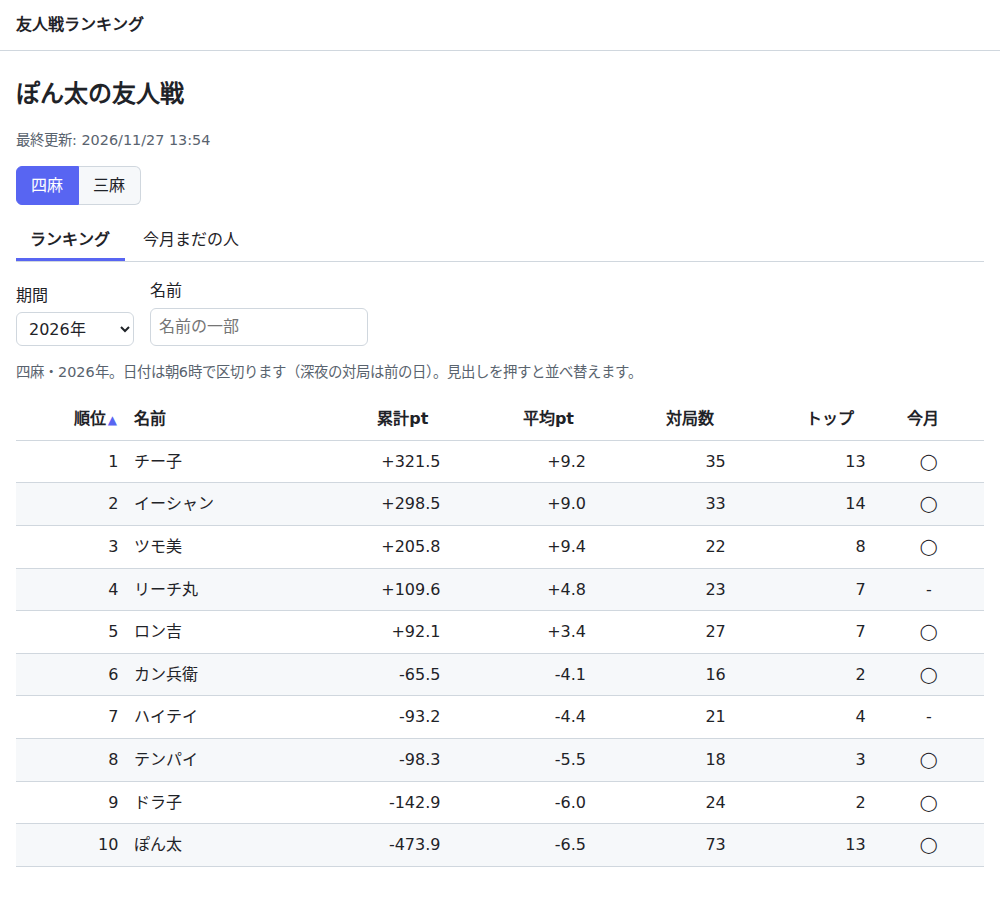 友人戦ランキング
ぽん太の友人戦
最終更新: 2026/11/27 13:54
四麻 三麻
ランキング 今月まだの人
期間 名前
2026年 名前の一部
四麻・2026年。日付は朝6時で区切ります（深夜の対局は前の日）。見出しを押すと並べ替えます。
順位▲ 名前 累計pt 平均pt 対局数 トップ 今月
1 チー子 +321.5 +9.2 35 13 ◯
2 イーシャン +298.5 +9.0 33 14 ◯
3 ツモ美 +205.8 +9.4 22 8 ◯
4 リーチ丸 +109.6 +4.8 23 7 -
5 ロン吉 +92.1 +3.4 27 7 ◯
6 カン兵衛 -65.5 -4.1 16 2 ◯
7 ハイテイ -93.2 -4.4 21 4 -
8 テンパイ -98.3 -5.5 18 3 ◯
9 ドラ子 -142.9 -6.0 24 2 ◯
10 ぽん太 -473.9 -6.5 73 13 ◯